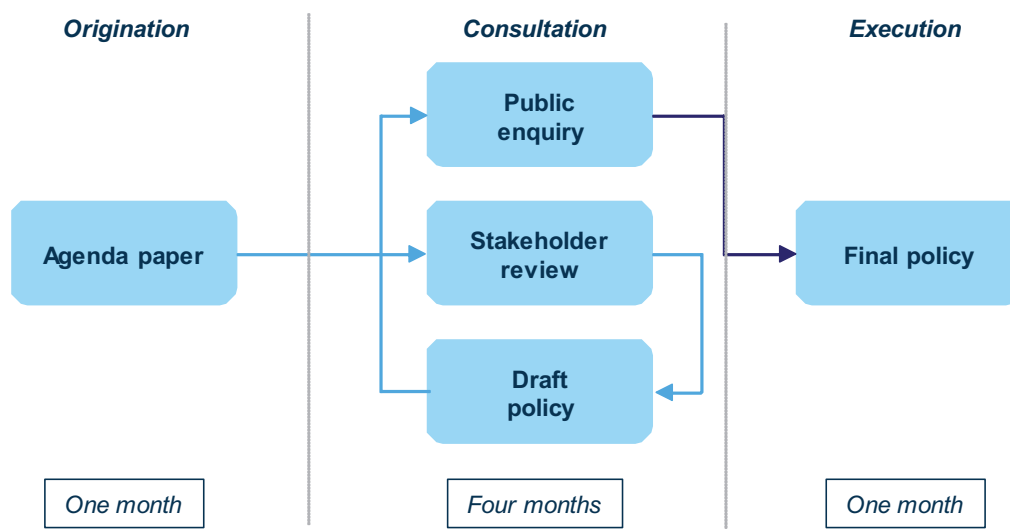 Origination
Consultation
Execution
Public
enquiry
Agenda paper
Stakeholder
review
Final policy
Draft
policy
One month
Four months
One month